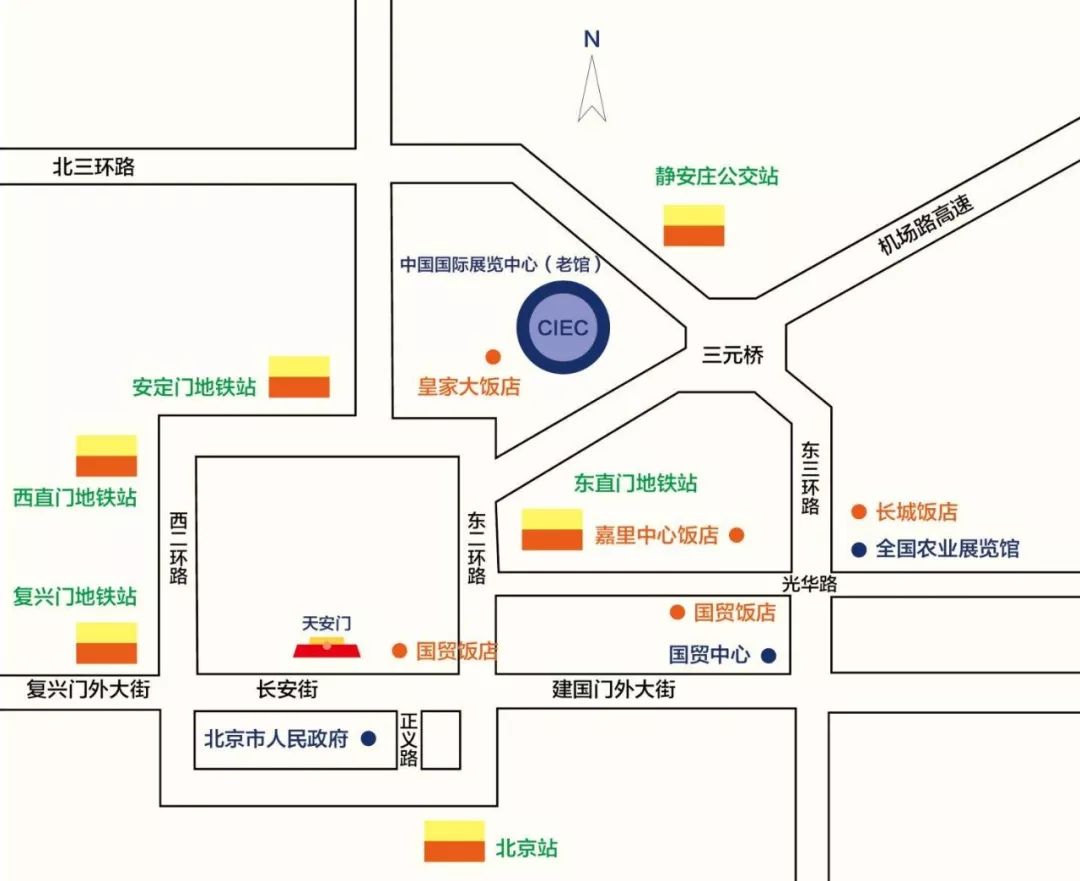 N
北三环路
静安庄公交站
机场路高速
中国国际展览中心（老馆）
CIEC
三元桥
皇家大饭店
安定门地铁站
西直门地铁站
东三环路
东直门地铁站
西二环路
东二环路
嘉里中心饭店
长城饭店
全国农业展览馆
光华路
复兴门地铁站
天安门
国贸饭店
国贸饭店
国贸中心
复兴门外大街
长安街
建国门外大街
北京市人民政府
正义路
北京站